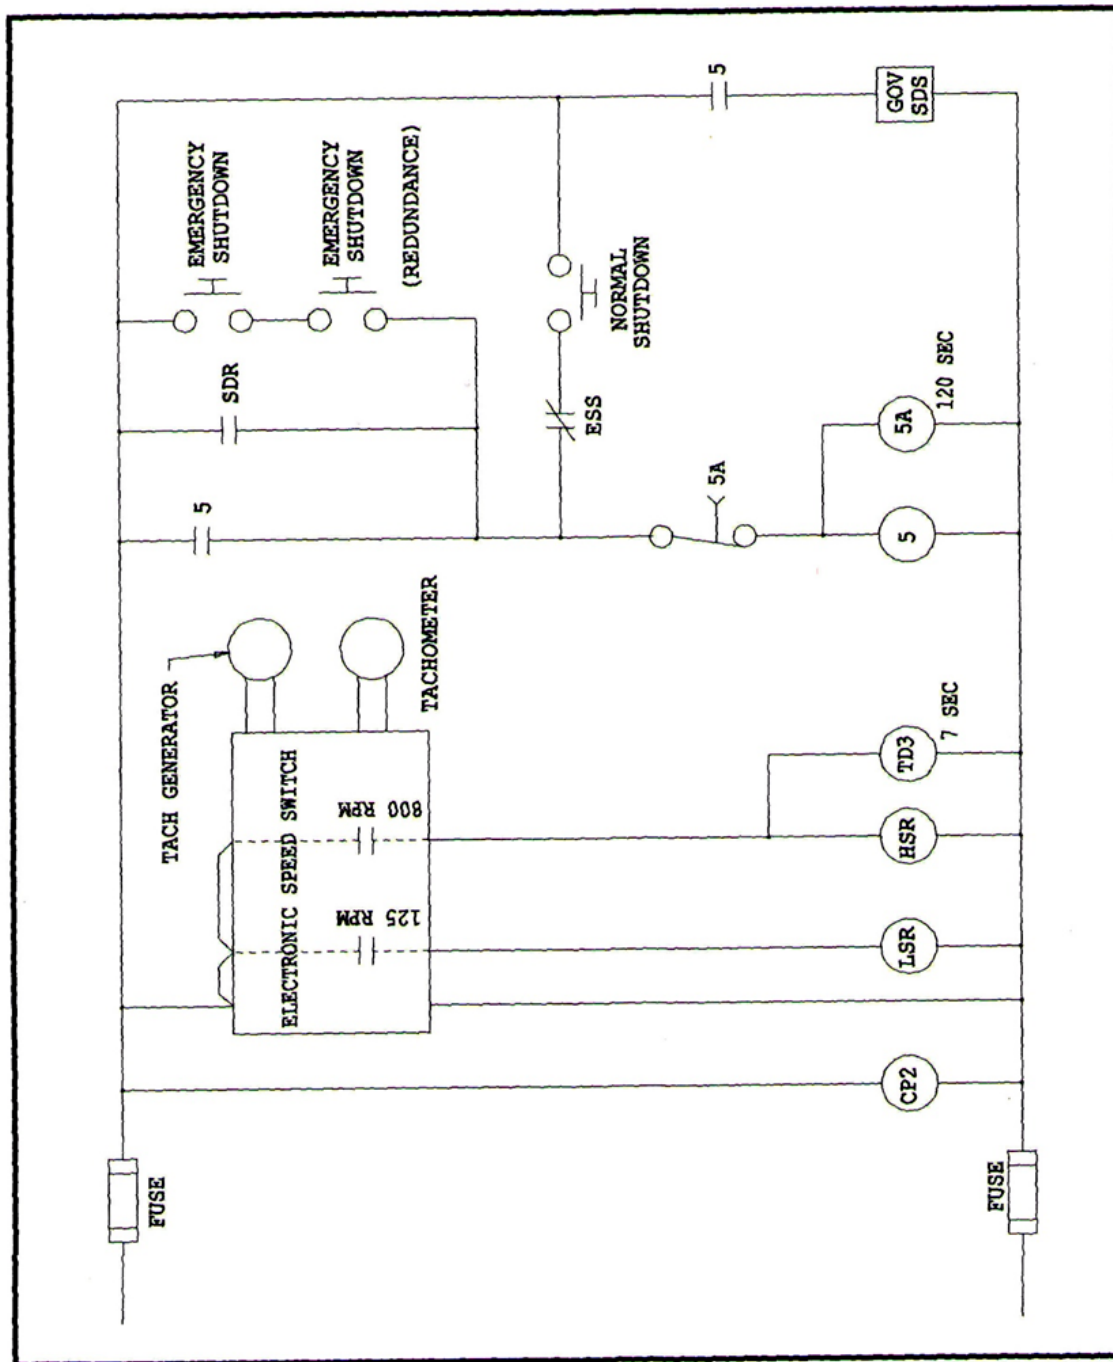 FUSE
FUSE
CP2
ELECTRONIC SPEED SWITCH
125 RPM
800 RPM
LSR
HSR
TD3
7 SEC
TACH GENERATOR
TACHOMETER
5
SDR
EMERGENCY
SHUTDOWN
EMERGENCY
SHUTDOWN
(REDUNDANCE)
ESS
NORMAL
SHUTDOWN
5A
5
5A
120 SEC
5
GOV
SDS